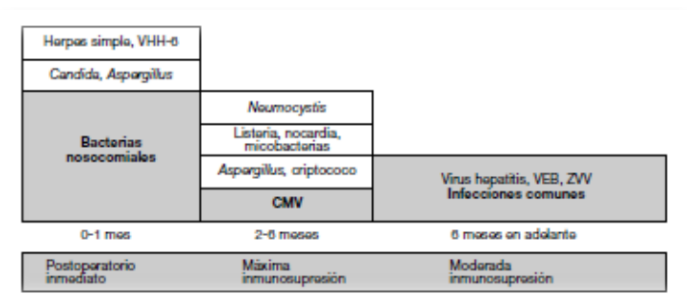 Herpes simple, VHH-6
Candida, Aspergillus
Bacterias
nosocomiales
Neumocystis
Listeria, nocardia,
micobacterias
Aspergillus, criptococo
CMV
Virus hepatitis, VEB, ZVV
Infecciones comunes
0-1 mes
2-6 meses
6 meses en adelante
Postoperatorio
inmediato
Máxima
inmunosupresión
Moderada
inmunosupresión